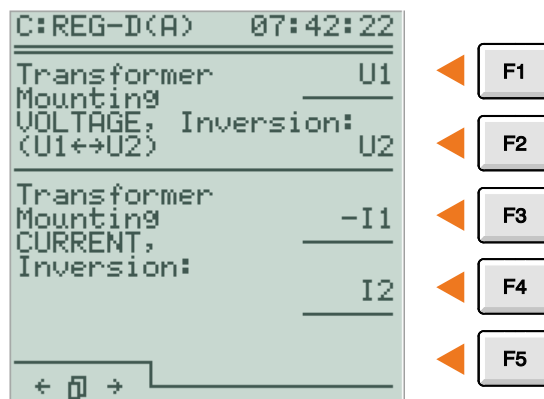 C:REG-D(A) 07:42:22
Transformer U1
Mounting
VOLTAGE, Inversion:
(U1↔U2) U2
Transformer
Mounting -I1
CURRENT,
Inversion:
I2
← →
F1
F2
F3
F4
F5